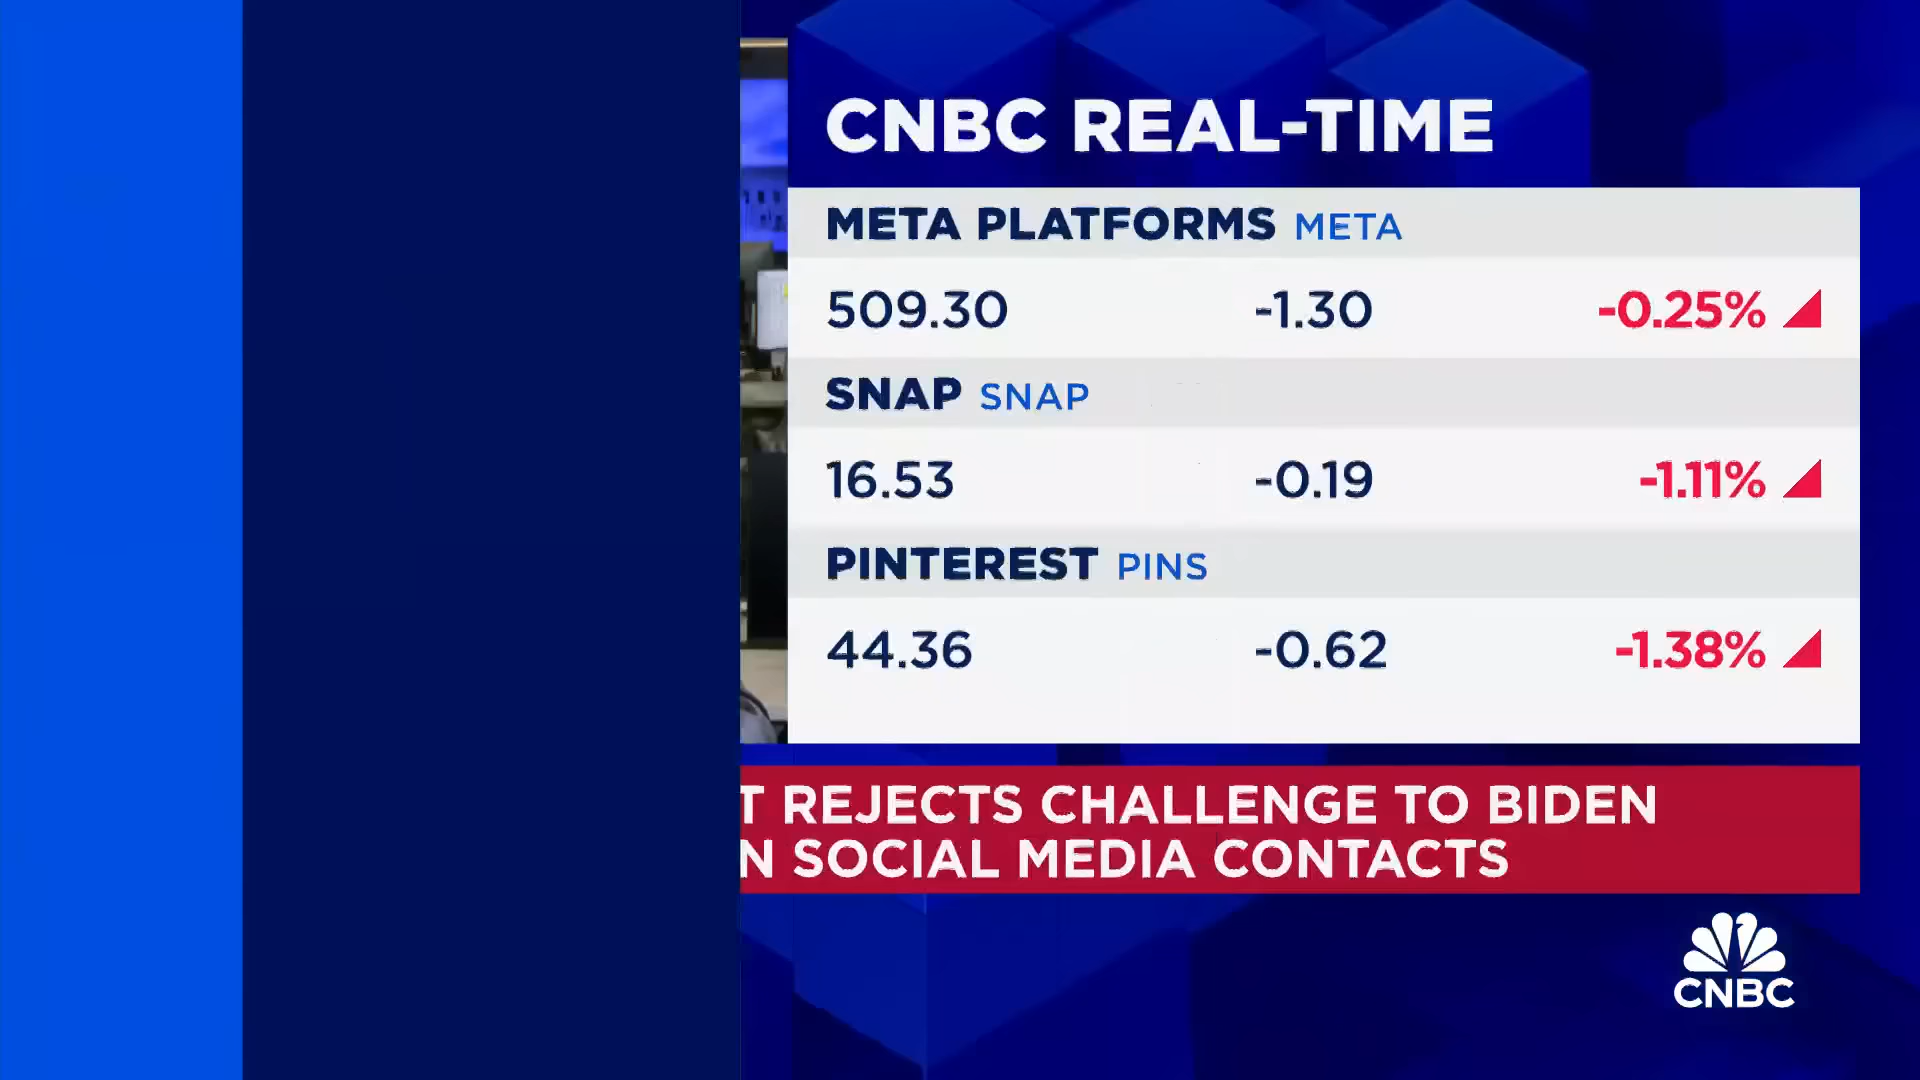 CNBC REAL-TIME
META PLATFORMS META
509.30 -1.30 -0.25%
SNAP SNAP
16.53 -0.19 -1.11%
PINTEREST PINS
44.36 -0.62 -1.38%
T REJECTS CHALLENGE TO BIDEN
N SOCIAL MEDIA CONTACTS
CNBC